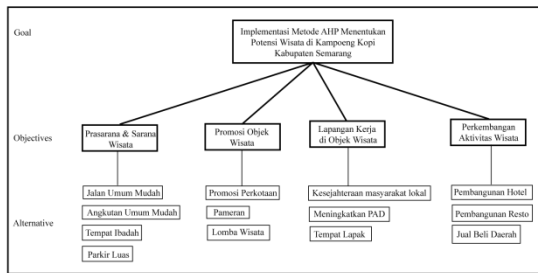 Goal
Implementasi Metode AHP Menentukan
Potensi Wisata di Kampoeng Kopi
Kabupaten Semarang
Objectives
Prasarana & Sarana
Wisata
Promosi Objek
Wisata
Lapangan Kerja
di Objek Wisata
Perkembangan
Aktivitas Wisata
Alternative
Jalan Umum Mudah
Angkutan Umum Mudah
Tempat Ibadah
Parkir Luas
Promosi Perkotaan
Pameran
Lomba Wisata
Kesejahteraan masyarakat lokal
Meningkatkan PAD
Tempat Lapak
Pembangunan Hotel
Pembangunan Resto
Jual Beli Daerah